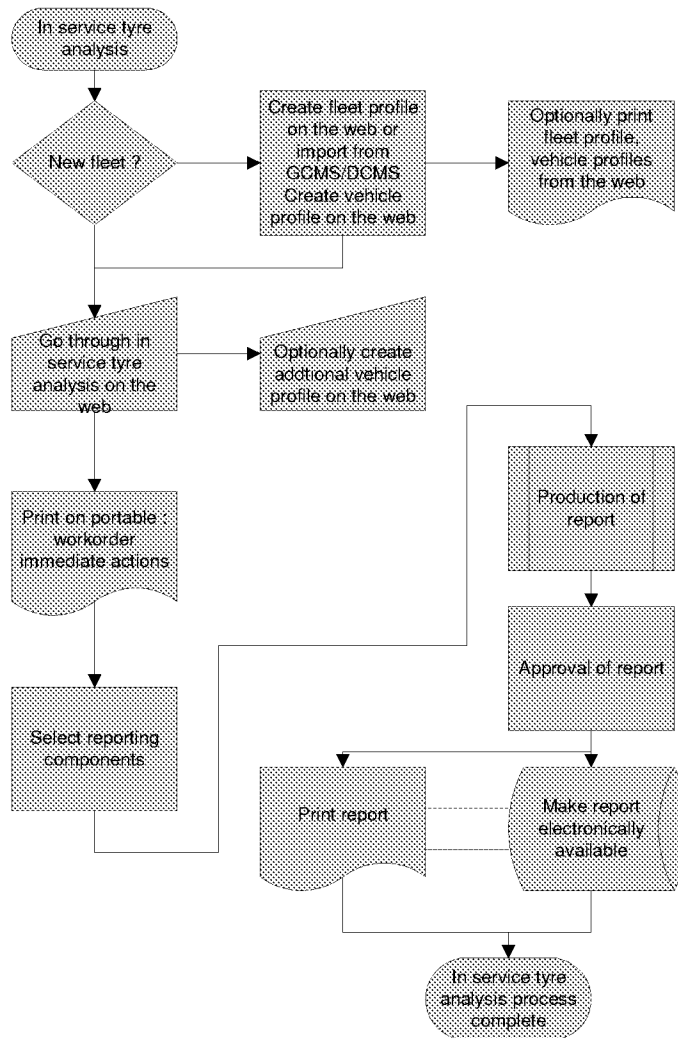 In service tyre
analysis
New fleet ?
Create fleet profile
on the web or
import from
GCMS/DCMS
Create vehicle
profile on the web
Optionally print
fleet profile,
vehicle profiles
from the web
Go through in
service tyre
analysis on the
web
Optionally create
addtional vehicle
profile on the web
Print on portable :
workorder
immediate actions
Select reporting
components
Production of
report
Approval of report
Print report
Make report
electronically
available
In service tyre
analysis process
complete